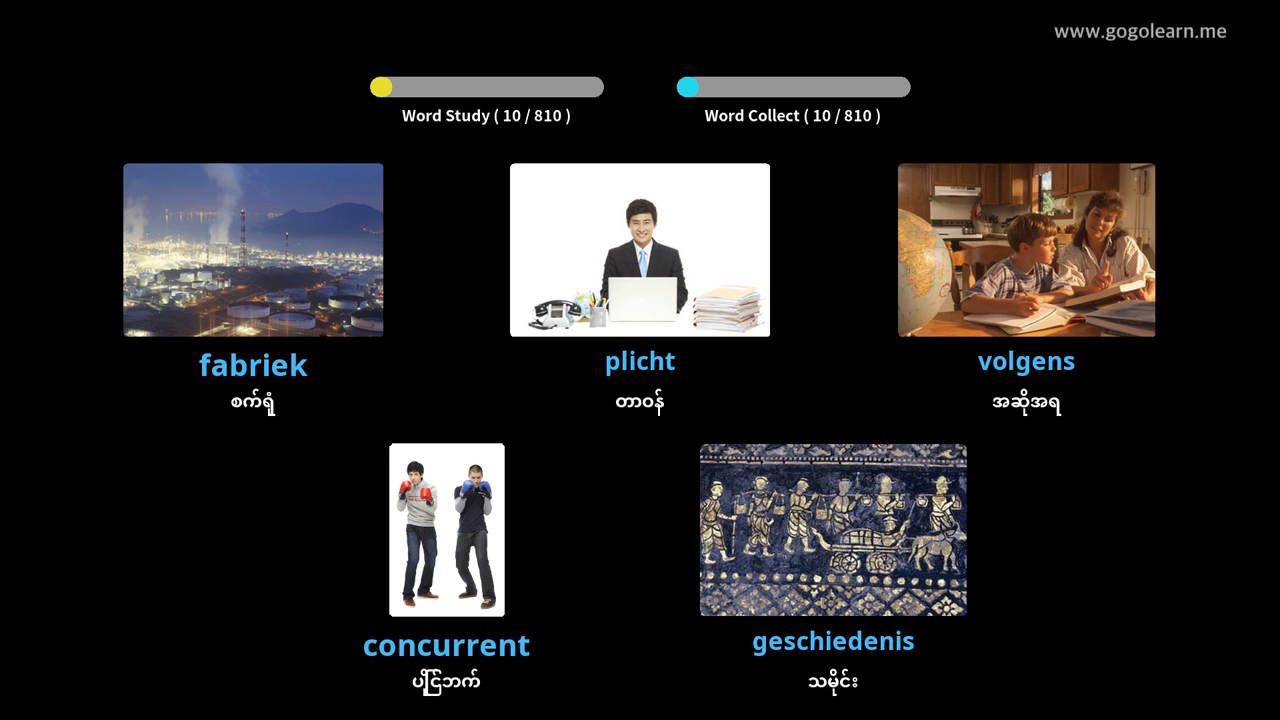 www.gogolearn.me
Word Study ( 10 / 810 )
Word Collect ( 10 / 810 )
fabriek
စက်ရုံ
plicht
တာဝန်
volgens
အဆိုအရ
concurrent
ပြိုင်ဘက်
geschiedenis
သမိုင်း